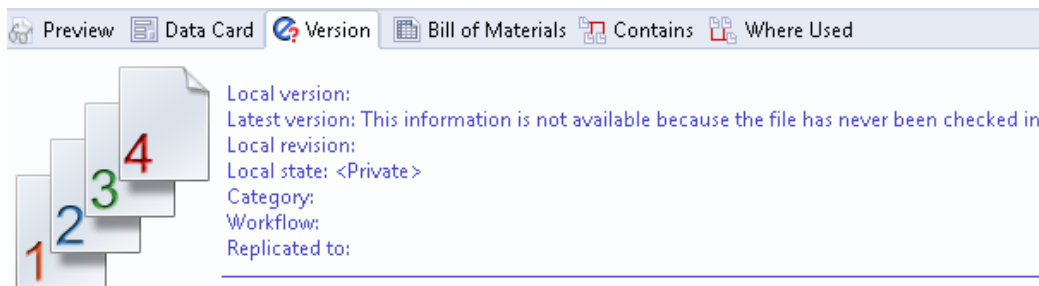 Preview Data Card Version Bill of Materials Contains Where Used
Local version:
Latest version: This information is not available because the file has never been checked in
Local revision:
Local state: <Private>
Category:
Workflow:
Replicated to:
4
3
2
1